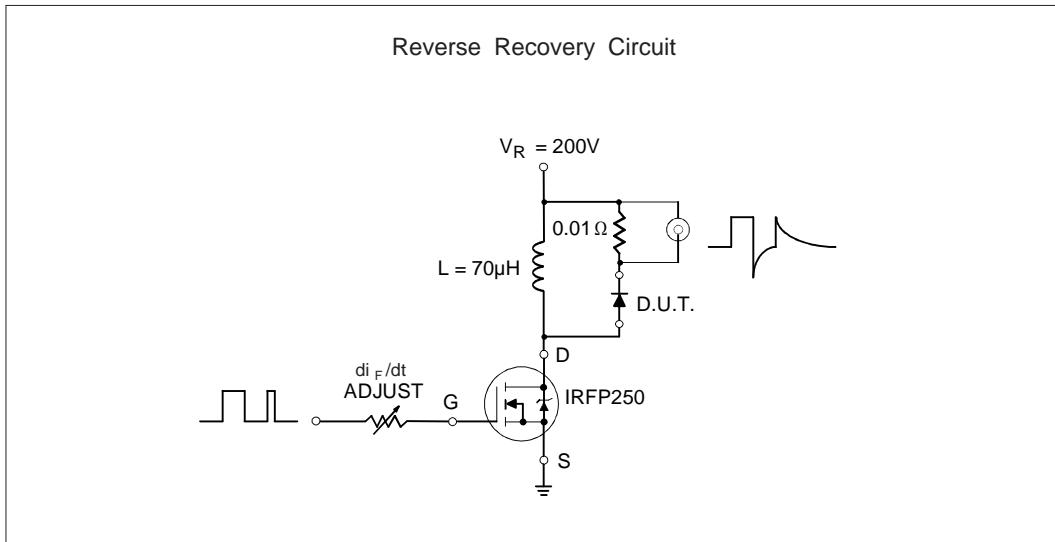 Reverse Recovery Circuit
V_R = 200V
0.01 Ω
L = 70μH
D.U.T.
di_F/dt
ADJUST
D
G
IRFP250
S